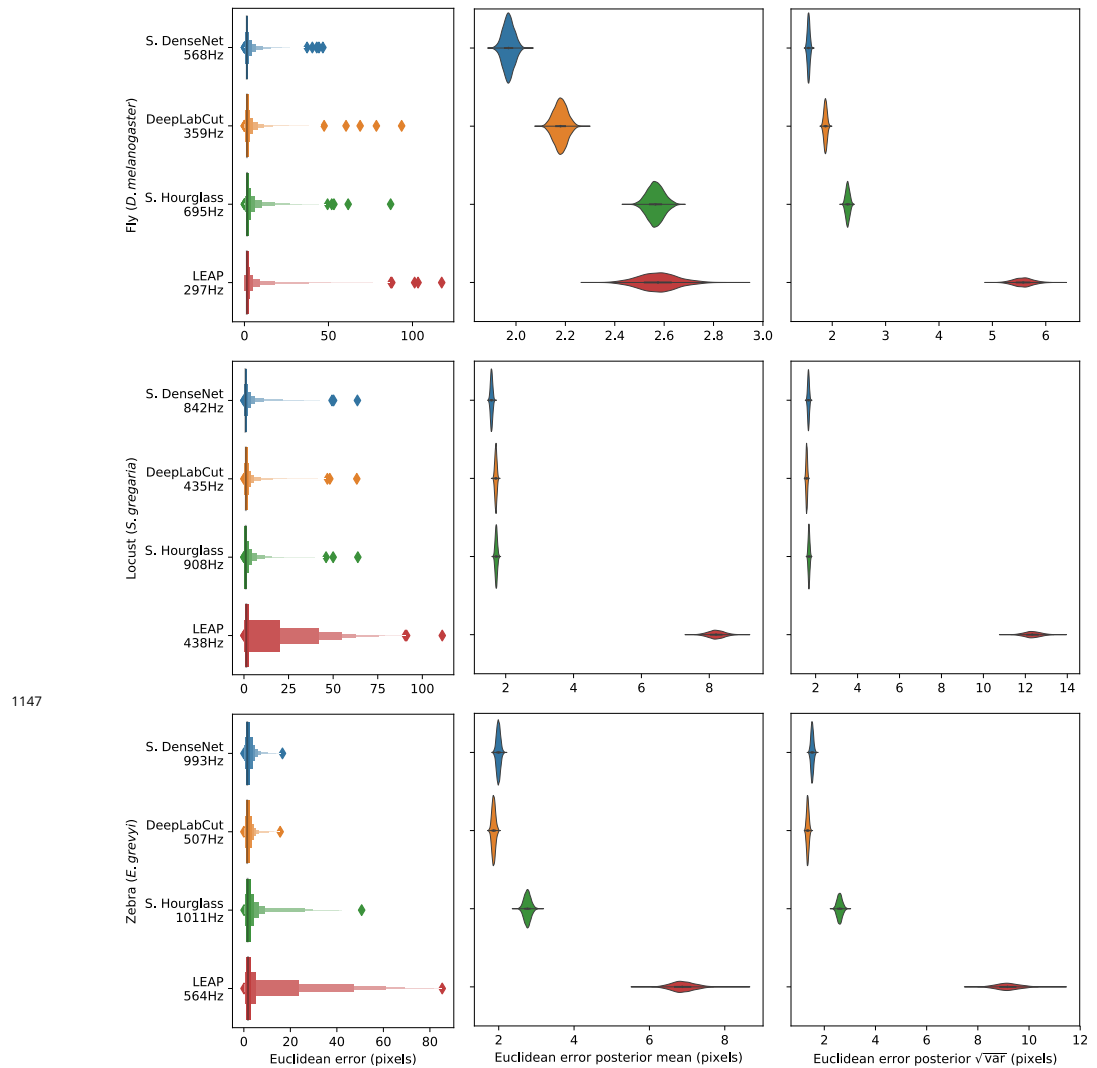 Fly (D. melanogaster)
S. DenseNet
568Hz
DeepLabCut
359Hz
S. Hourglass
695Hz
LEAP
297Hz
0 50 100
2.0 2.2 2.4 2.6 2.8 3.0
2 3 4 5 6
Locust (S. gregaria)
S. DenseNet
842Hz
DeepLabCut
435Hz
S. Hourglass
908Hz
LEAP
438Hz
0 25 50 75 100
2 4 6 8
2 4 6 8 10 12 14
1147
Zebra (E. grevyi)
S. DenseNet
993Hz
DeepLabCut
507Hz
S. Hourglass
1011Hz
LEAP
564Hz
0 20 40 60 80
2 4 6 8
2 4 6 8 10 12
Euclidean error (pixels)
Euclidean error posterior mean (pixels)
Euclidean error posterior √var (pixels)